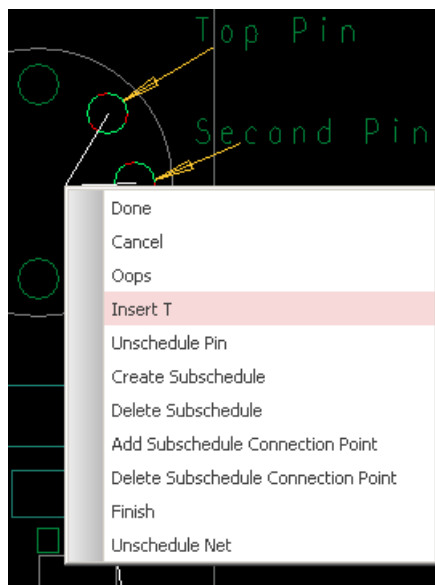 Top Pin
Second Pin
Done
Cancel
Oops
Insert T
Unschedule Pin
Create Subschedule
Delete Subschedule
Add Subschedule Connection Point
Delete Subschedule Connection Point
Finish
Unschedule Net